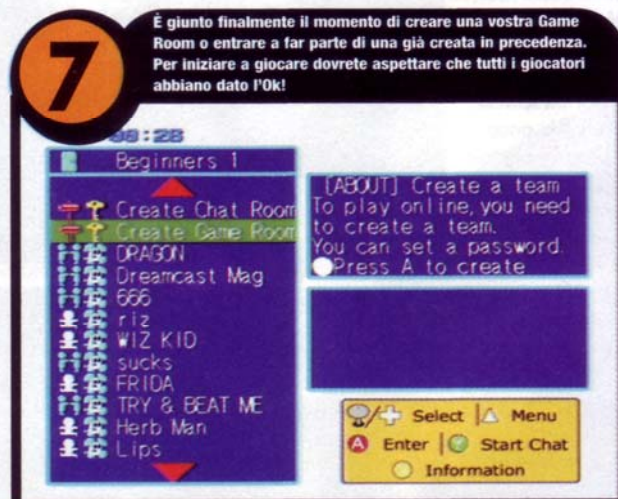 7
È giunto finalmente il momento di creare una vostra Game
Room o entrare a far parte di una già creata in precedenza.
Per iniziare a giocare dovrete aspettare che tutti i giocatori
abbiano dato l'Ok!
Beginners 1
Create Chat Room
Create Game Room
DRAGON
Dreamcast Mag
666
riz
WIZ KID
sucks
FRIDA
TRY & BEAT ME
Herb Man
Lips
[ABOUT] Create a team
To play online, you need
to create a team.
You can set a password.
Press A to create
/ Select | Menu
A Enter | Y Start Chat
Information